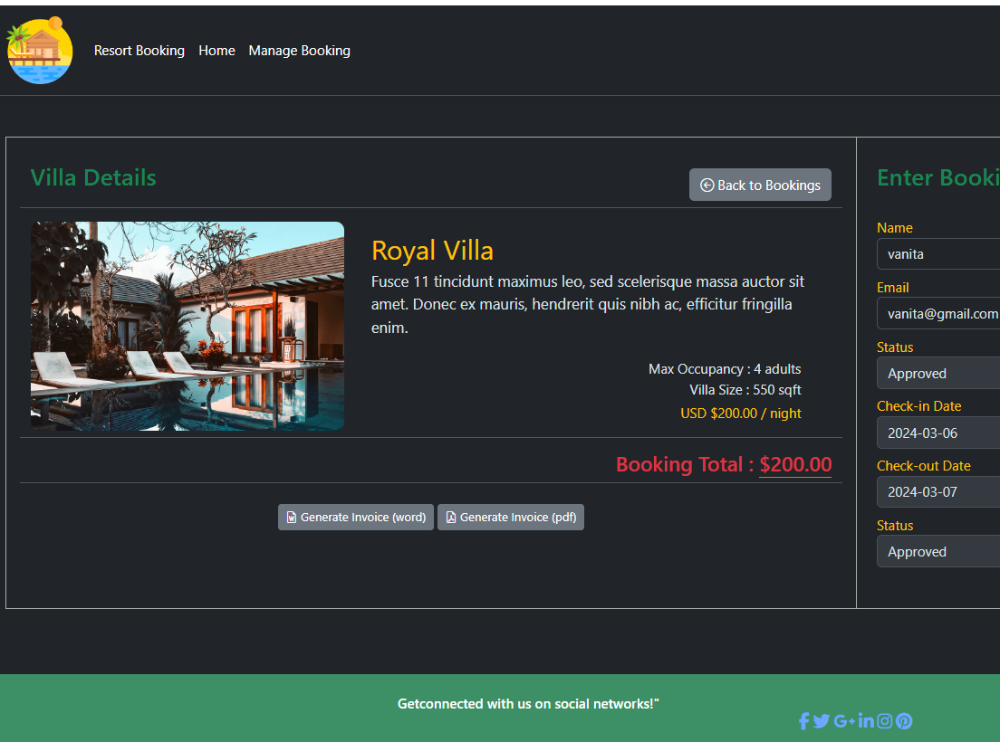 Resort Booking Home Manage Booking
Villa Details
Back to Bookings
Royal Villa
Fusce 11 tincidunt maximus leo, sed scelerisque massa auctor sit
amet. Donec ex mauris, hendrerit quis nibh ac, efficitur fringilla
enim.
Max Occupancy : 4 adults
Villa Size : 550 sqft
USD $200.00 / night
Booking Total : $200.00
Generate Invoice (word) Generate Invoice (pdf)
Enter Booki
Name
vanita
Email
vanita@gmail.com
Status
Approved
Check-in Date
2024-03-06
Check-out Date
2024-03-07
Status
Approved
Getconnected with us on social networks!"